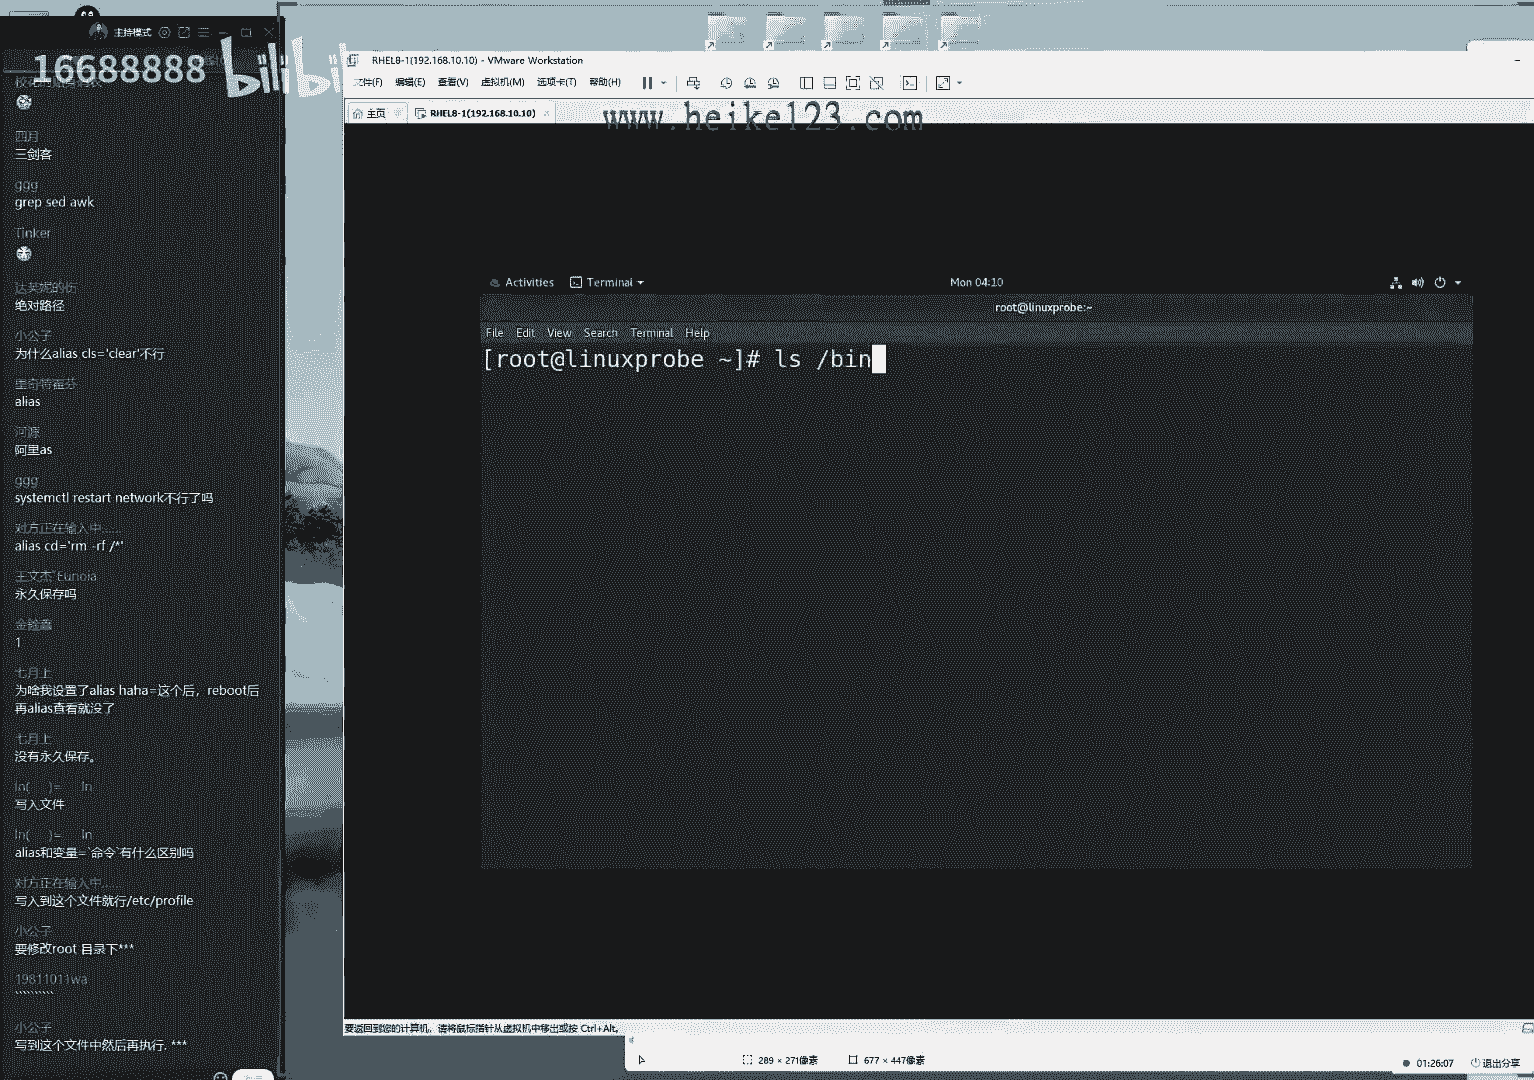 主持模式
16688888
bilibili
四月
三剑客
ggg
grep sed awk
Tinker
达芙妮的伤
绝对路径
小公子
为什么alias cls='clear'不行
alias
河源
阿里as
ggg
systemctl restart network不行了吗
对方正在输入中......
alias cd='rm -rf /*'
王文杰`Eunoia
永久保存吗
1
七月上
为啥我设置了alias haha=这个后，reboot后
再alias查看就没了
七月上
没有永久保存。
ln( )= ln
写入文件
ln( )= ln
alias和变量=`命令`有什么区别吗
对方正在输入中......
写入到这个文件就行/etc/profile
小公子
要修改root 目录下***
19811011wa
小公子
写到这个文件中然后再执行. ***
RHEL8-1(192.168.10.10) - VMware Workstation
文件(F) 编辑(E) 查看(V) 虚拟机(M) 选项卡(T) 帮助(H)
主页 RHEL8-1(192.168.10.10)
www.heike123.com
Activities Terminal Mon 04:10
root@linuxprobe:~
File Edit View Search Terminal Help
[root@linuxprobe ~]# ls /bin
要返回到您的计算机，请将鼠标指针从虚拟机中移出或按 Ctrl+Alt。
289 × 271像素 677 × 447像素
01:26:07 退出分享